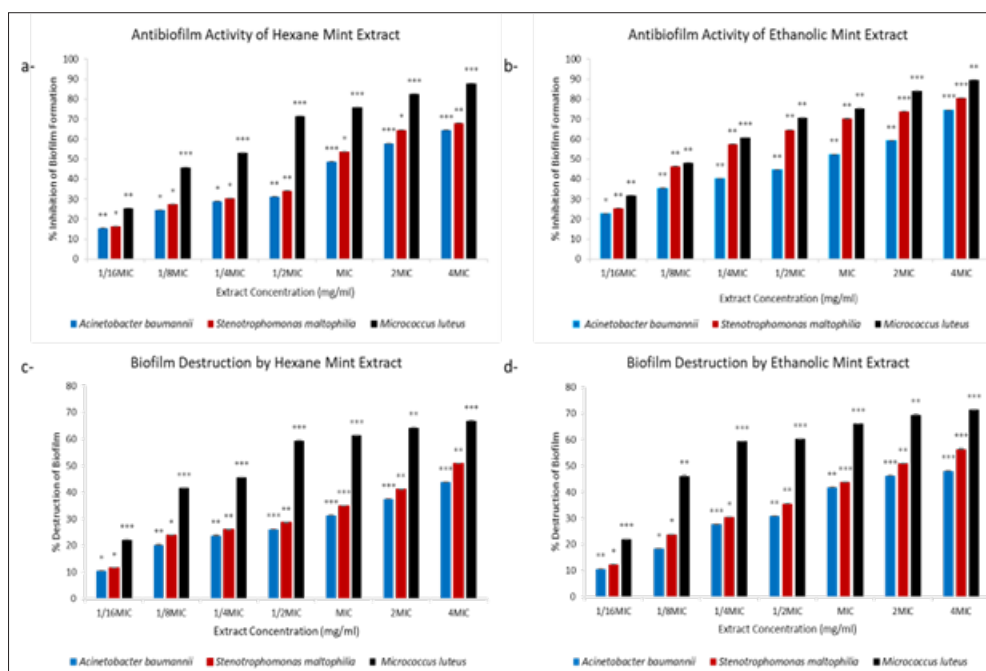 Antibiofilm Activity of Hexane Mint Extract
a-
% Inhibition of Biofilm Formation
100
90
80
70
60
50
40
30
20
10
0
** * ** * * *** * * *** ** ** *** *** * *** *** * *** *** ** ***
1/16MIC 1/8MIC 1/4MIC 1/2MIC MIC 2MIC 4MIC
Extract Concentration (mg/ml)
Acinetobacter baumannii Stenotrophomonas maltophilia Micrococcus luteus
Antibiofilm Activity of Ethanolic Mint Extract
b-
% Inhibition of Biofilm Formation
100
90
80
70
60
50
40
30
20
10
0
* ** ** ** ** ** ** ** *** ** ** ** ** ** ** ** *** *** *** *** **
1/16MIC 1/8MIC 1/4MIC 1/2MIC MIC 2MIC 4MIC
Extract Concentration (mg/ml)
Acinetobacter baumannii Stenotrophomonas maltophilia Micrococcus luteus
Biofilm Destruction by Hexane Mint Extract
c-
% Destruction of Biofilm
80
70
60
50
40
30
20
10
0
* * *** ** * *** ** ** *** *** ** *** *** *** *** *** ** ** *** ** ***
1/16MIC 1/8MIC 1/4MIC 1/2MIC MIC 2MIC 4MIC
Extract Concentration (mg/ml)
Acinetobacter baumannii Stenotrophomonas maltophilia Micrococcus luteus
Biofilm Destruction by Ethanolic Mint Extract
d-
% Destruction of Biofilm
80
70
60
50
40
30
20
10
0
** * *** * * ** *** * *** ** ** *** ** *** *** *** ** ** *** *** ***
1/16MIC 1/8MIC 1/4MIC 1/2MIC MIC 2MIC 4MIC
Extract Concentration (mg/ml)
Acinetobacter baumannii Stenotrophomonas maltophilia Micrococcus luteus